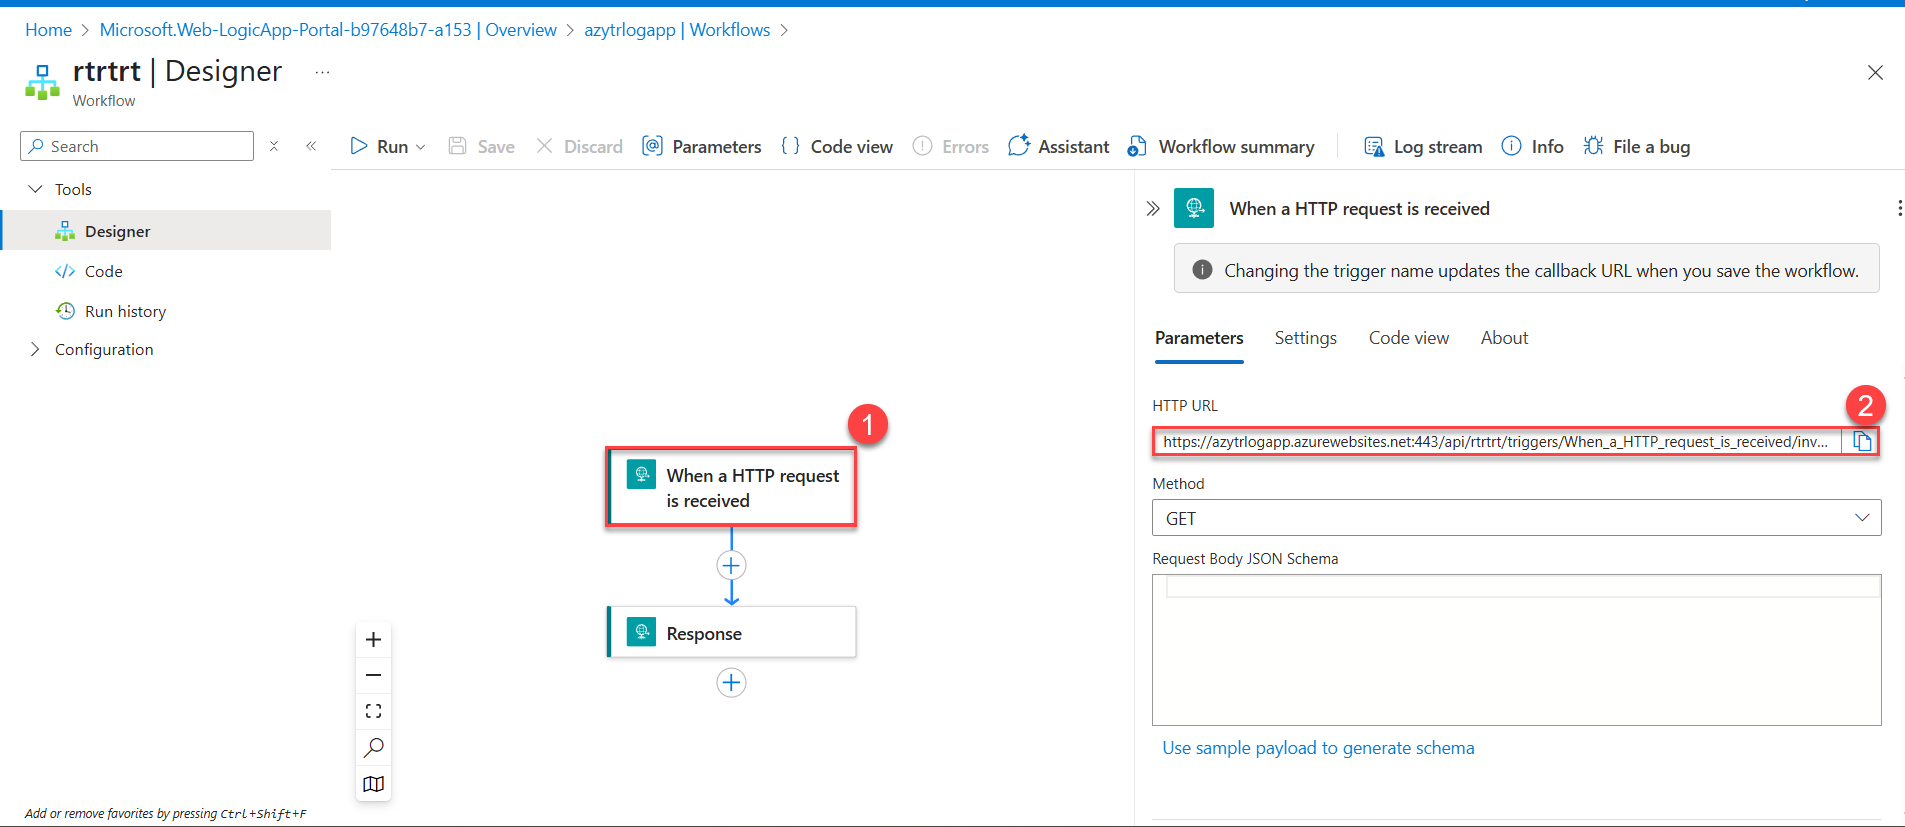 Home > Microsoft.Web-LogicApp-Portal-b97648b7-a153 | Overview > azytrlogapp | Workflows >
rtrtrt | Designer ...
Workflow
Search
Run
Save
Discard
Parameters
Code view
Errors
Assistant
Workflow summary
Log stream
Info
File a bug
Tools
Designer
Code
Run history
Configuration
Add or remove favorites by pressing Ctrl+Shift+F
1
When a HTTP request
is received
Response
When a HTTP request is received
Changing the trigger name updates the callback URL when you save the workflow.
Parameters
Settings
Code view
About
HTTP URL
2
https://azytrlogapp.azurewebsites.net:443/api/rtrtrt/triggers/When_a_HTTP_request_is_received/inv...
Method
GET
Request Body JSON Schema
Use sample payload to generate schema